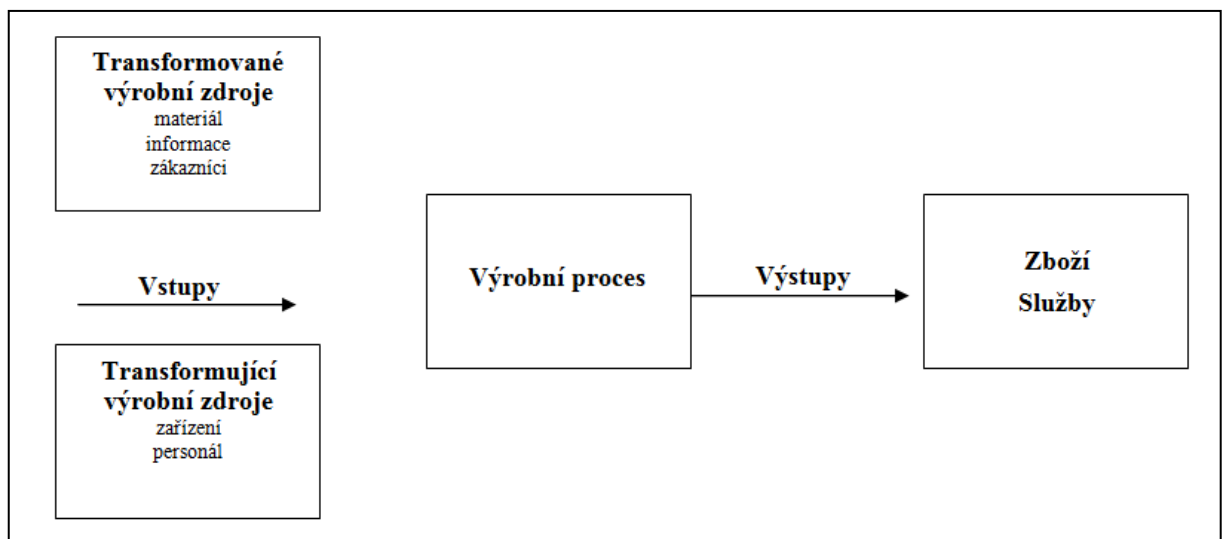 Transformované
výrobní zdroje
materiál
informace
zákazníci
Vstupy
Transformující
výrobní zdroje
zařízení
personál
Výrobní proces
Výstupy
Zboží
Služby